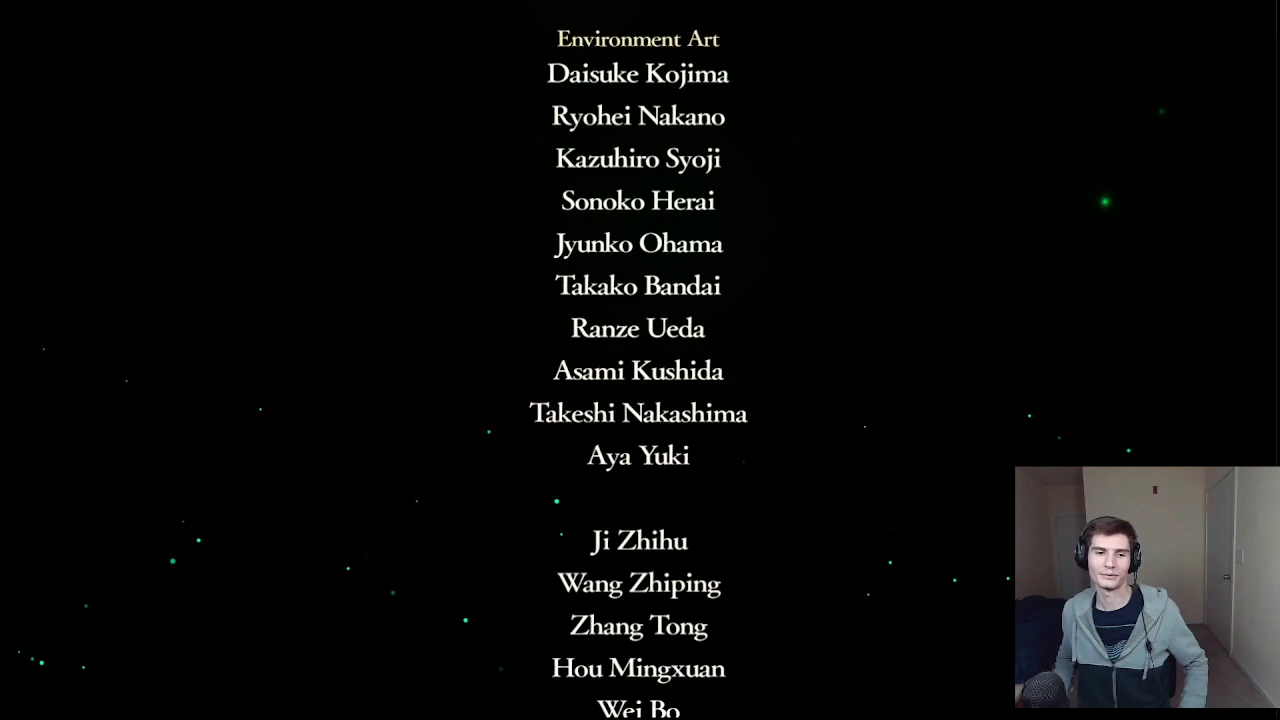 Environment Art
Daisuke Kojima
Ryohei Nakano
Kazuhiro Syoji
Sonoko Herai
Jyunko Ohama
Takako Bandai
Ranze Ueda
Asami Kushida
Takeshi Nakashima
Aya Yuki
Ji Zhihu
Wang Zhiping
Zhang Tong
Hou Mingxuan
Wei Bo